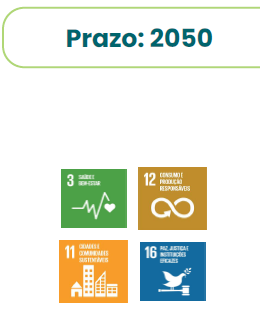 Prazo: 2050
3 SAÚDE E
BEM-ESTAR
12 CONSUMO E
PRODUÇÃO
RESPONSÁVEIS
11 CIDADES E
COMUNIDADES
SUSTENTÁVEIS
16 PAZ, JUSTIÇA E
INSTITUIÇÕES
EFICAZES